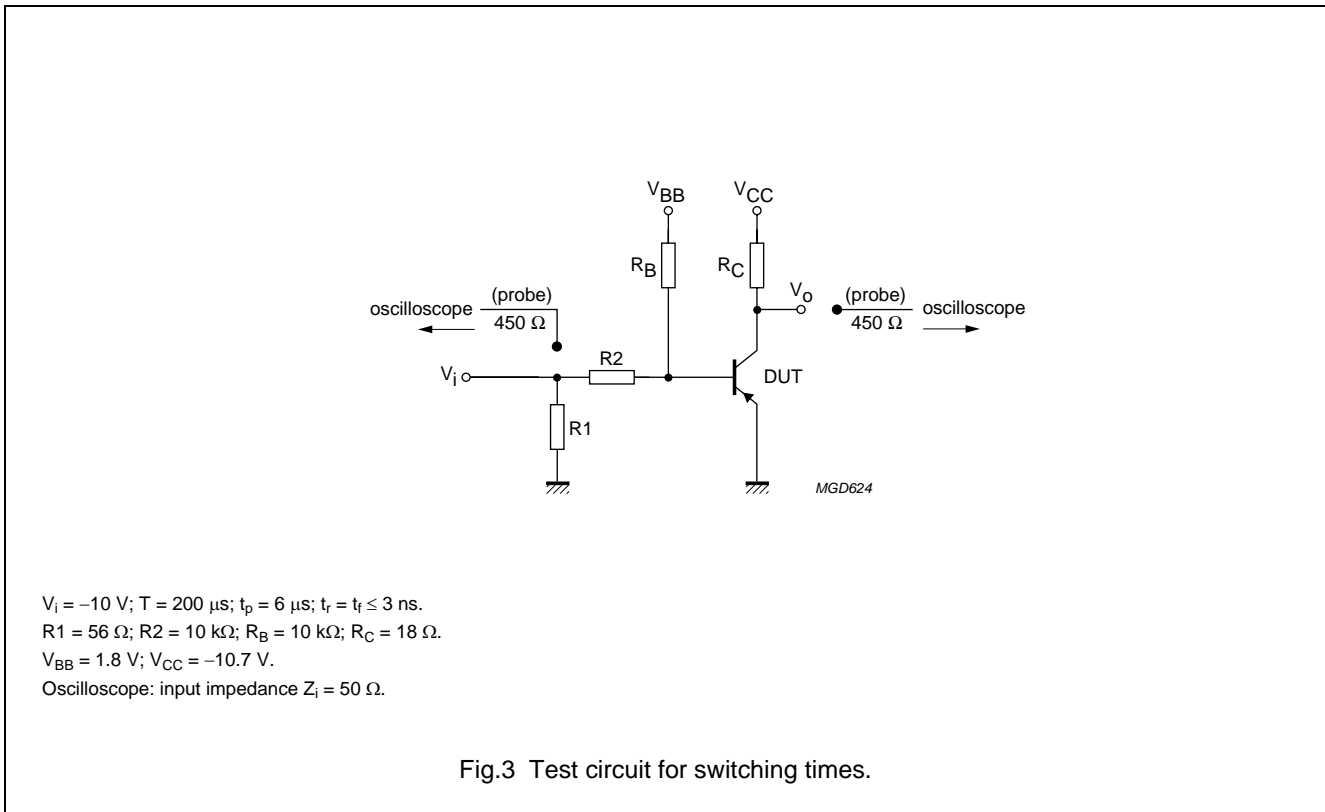 V_BB V_CC
R_B R_C
V_o
(probe) (probe)
oscilloscope 450 Ω 450 Ω oscilloscope
R2
V_i DUT
R1
MGD624
V_i = −10 V; T = 200 μs; t_p = 6 μs; t_r = t_f ≤ 3 ns.
R1 = 56 Ω; R2 = 10 kΩ; R_B = 10 kΩ; R_C = 18 Ω.
V_BB = 1.8 V; V_CC = −10.7 V.
Oscilloscope: input impedance Z_i = 50 Ω.
Fig.3 Test circuit for switching times.